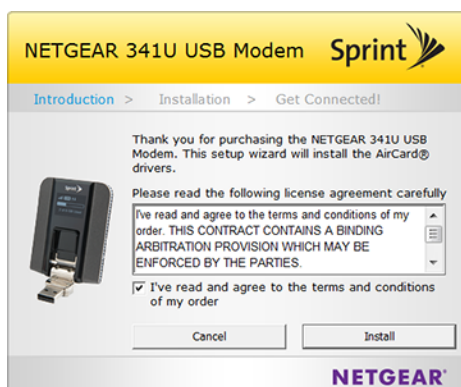 NETGEAR 341U USB Modem
Sprint
Introduction > Installation > Get Connected!
Thank you for purchasing the NETGEAR 341U USB
Modem. This setup wizard will install the AirCard®
drivers.
Please read the following license agreement carefully
I've read and agree to the terms and conditions of my
order. THIS CONTRACT CONTAINS A BINDING
ARBITRATION PROVISION WHICH MAY BE
ENFORCED BY THE PARTIES.
I've read and agree to the terms and conditions
of my order
Cancel
Install
NETGEAR®